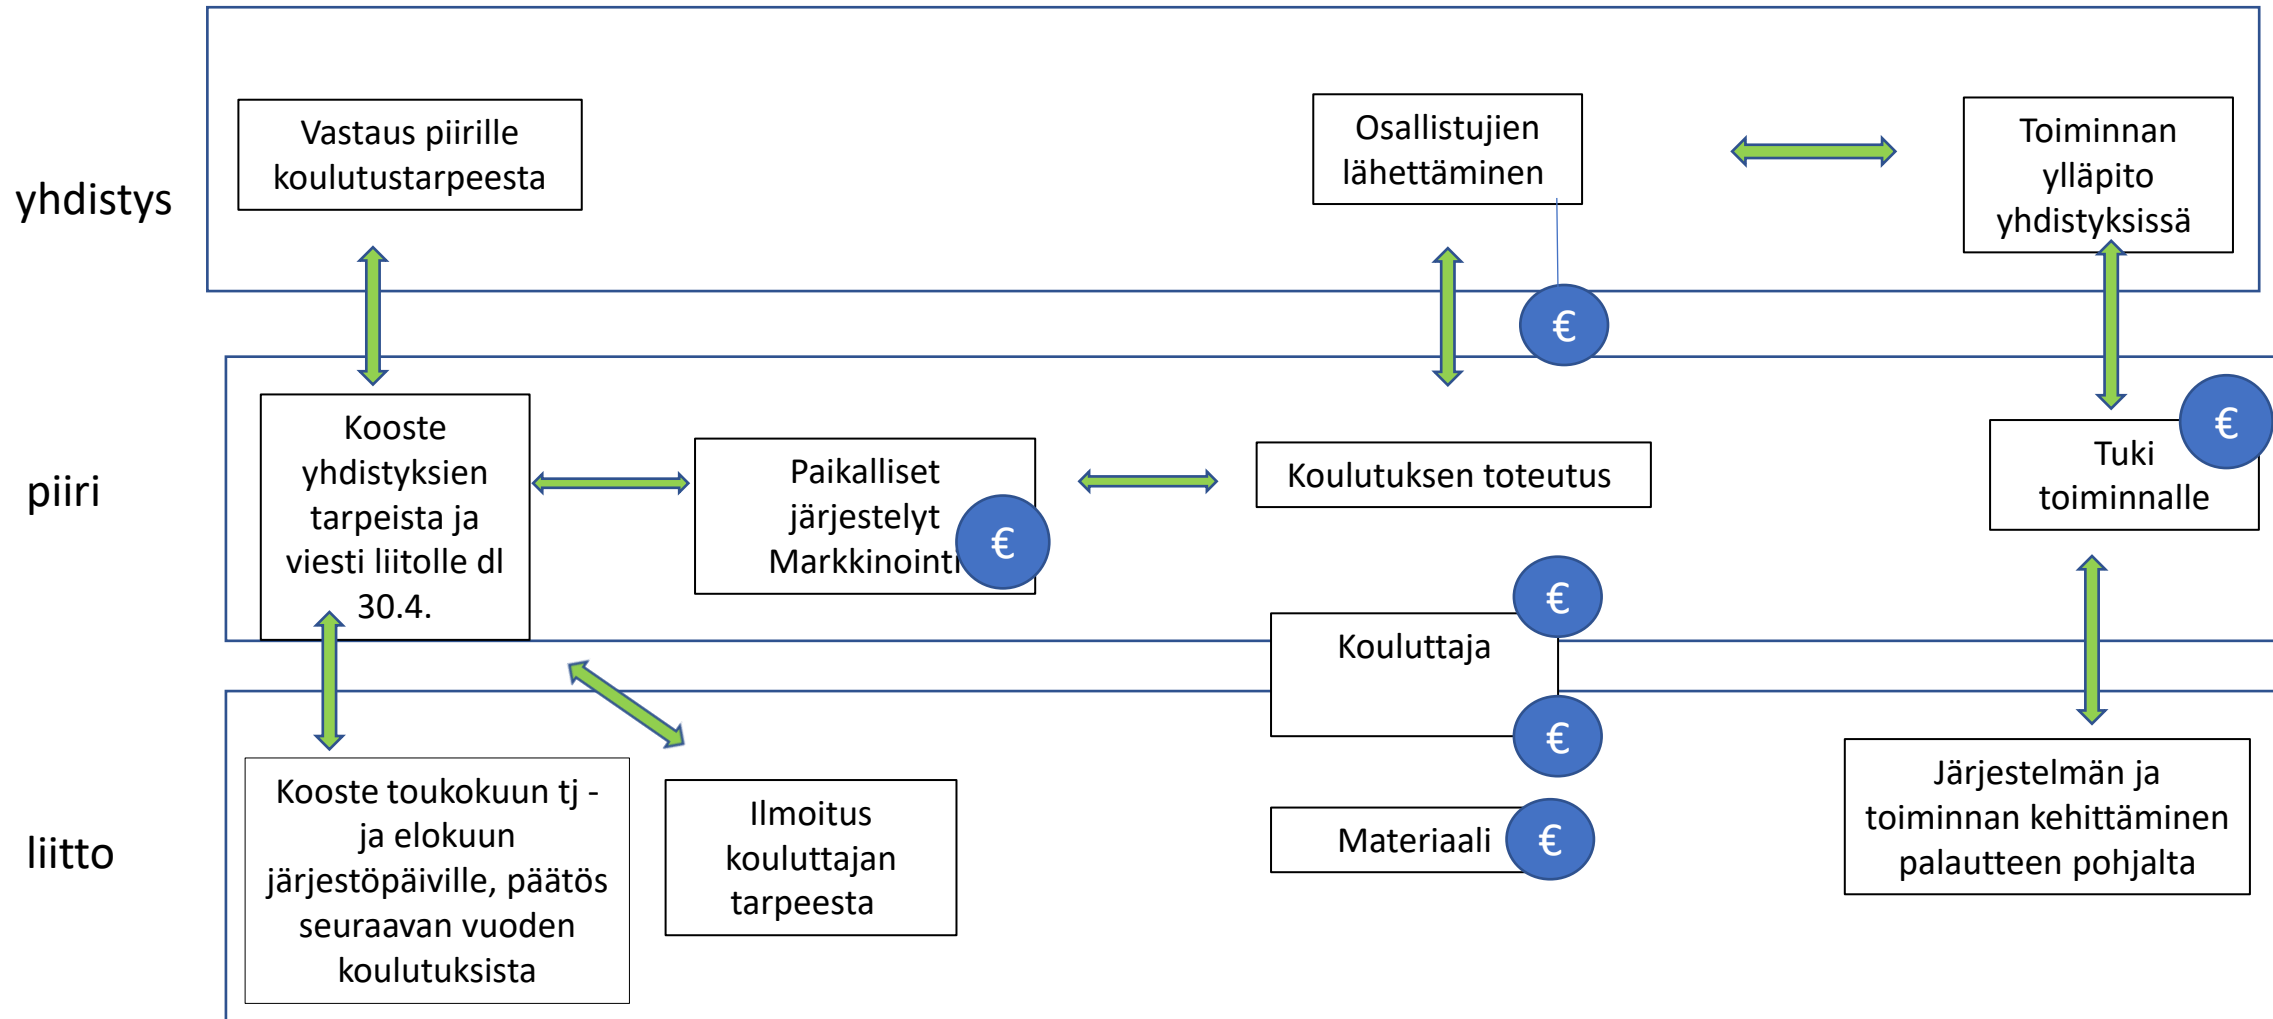 yhdistys
Vastaus piirille
koulutustarpeesta
Osallistujien
lähettäminen
€
Toiminnan
ylläpito
yhdistyksissä
piiri
Kooste
yhdistyksien
tarpeista ja
viesti liitolle dl
30.4.
Paikalliset
järjestelyt
Markkinointi
€
Koulutuksen toteutus
Tuki
toiminnalle
€
Kouluttaja
€
€
liitto
Kooste toukokuun tj -
ja elokuun
järjestöpäiville, päätös
seuraavan vuoden
koulutuksista
Ilmoitus
kouluttajan
tarpeesta
Materiaali
€
Järjestelmän ja
toiminnan kehittäminen
palautteen pohjalta